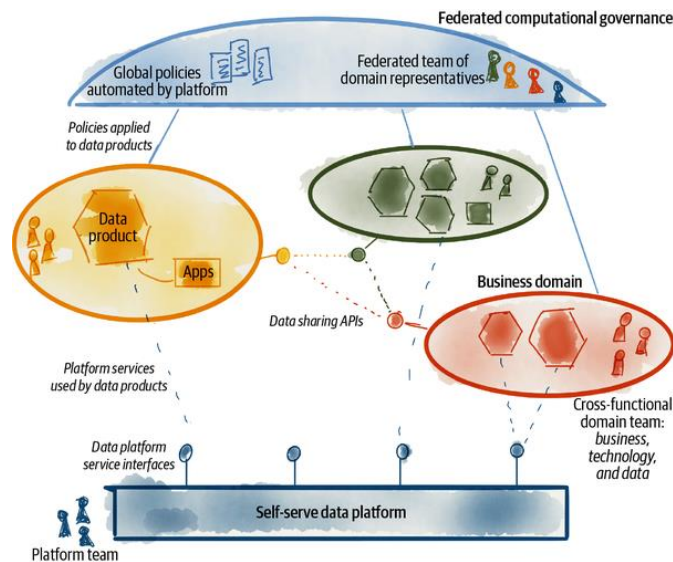 Federated computational governance
Global policies
automated by platform
Federated team of
domain representatives
Policies applied
to data products
Data
product
Apps
Business domain
Data sharing APIs
Platform services
used by data products
Cross-functional
domain team:
business,
technology,
and data
Data platform
service interfaces
Self-serve data platform
Platform team